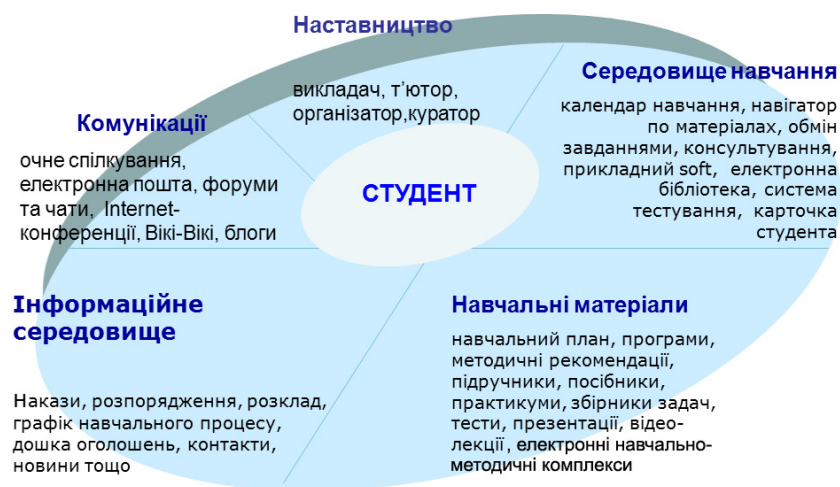 Наставництво
викладач, т’ютор,
організатор,куратор
Середовище навчання
календар навчання, навігатор
по матеріалах, обмін
завданнями, консультування,
прикладний soft, електронна
бібліотека, система
тестування, карточка
студента
Комунікації
очне спілкування,
електронна пошта, форуми
та чати, Internet-
конференції, Вікі-Вікі, блоги
СТУДЕНТ
Інформаційне
середовище
Накази, розпорядження, розклад,
графік навчального процесу,
дошка оголошень, контакти,
новини тощо
Навчальні матеріали
навчальний план, програми,
методичні рекомендації,
підручники, посібники,
практикуми, збірники задач,
тести, презентації, відео-
лекції, електронні навчально-
методичні комплекси